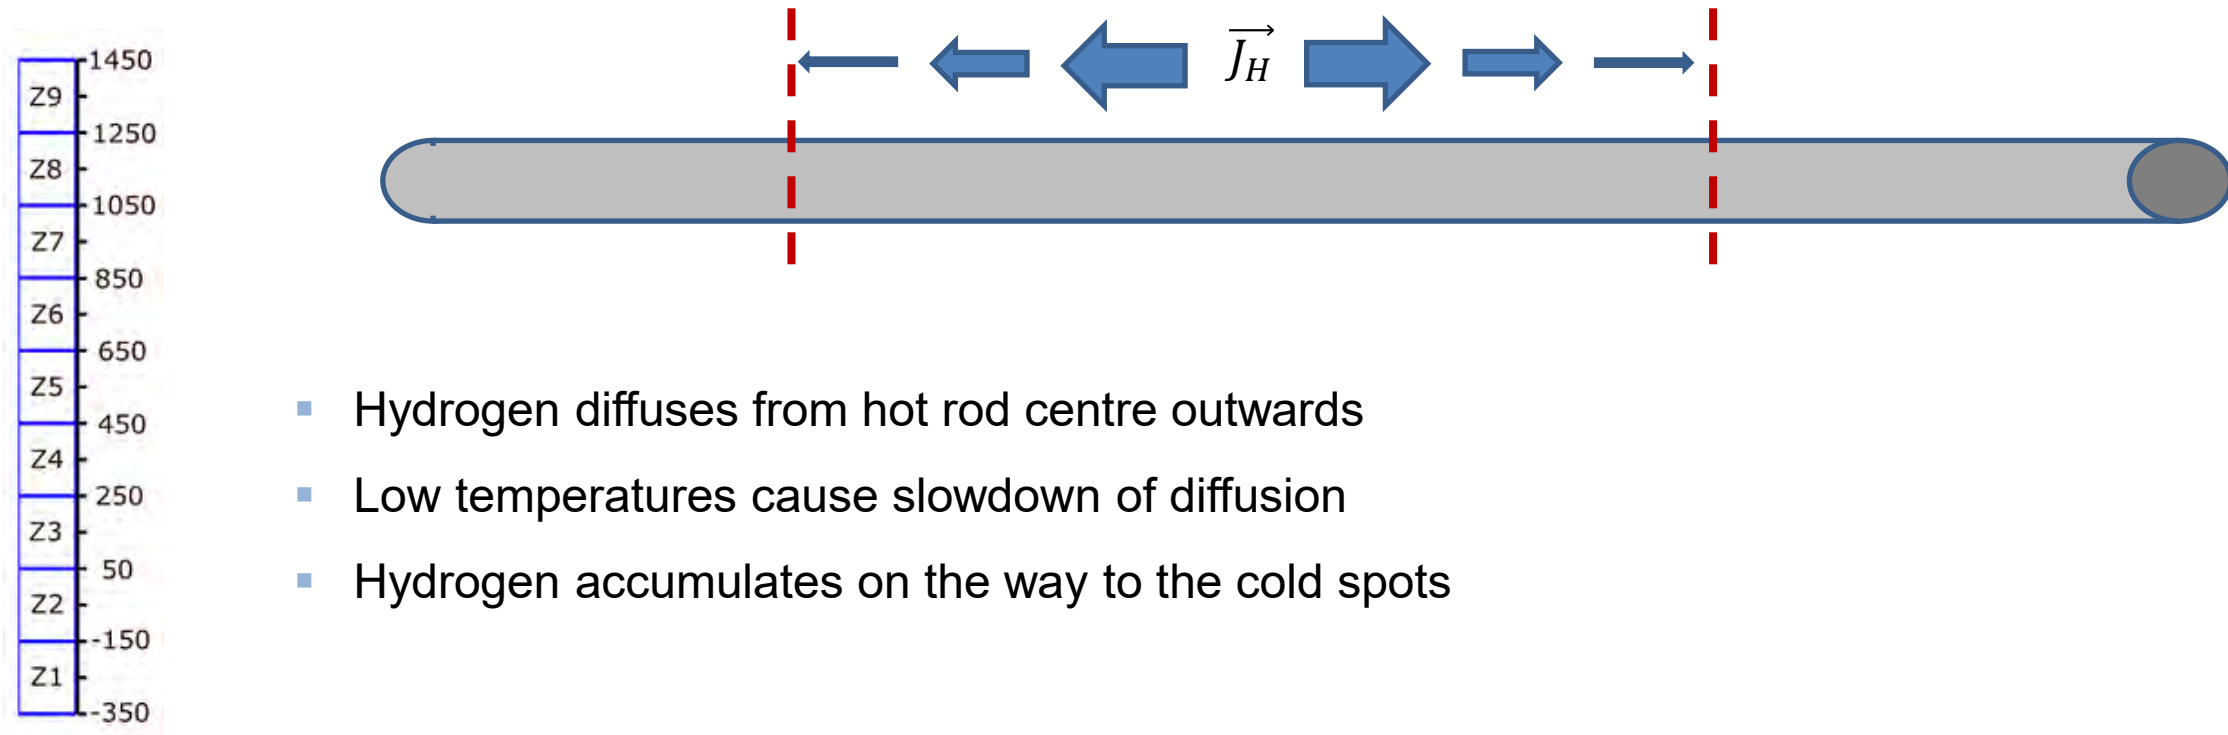 1450
Z9
1250
Z8
1050
Z7
850
Z6
650
Z5
450
Z4
250
Z3
50
Z2
-150
Z1
-350
J_H
Hydrogen diffuses from hot rod centre outwards
Low temperatures cause slowdown of diffusion
Hydrogen accumulates on the way to the cold spots